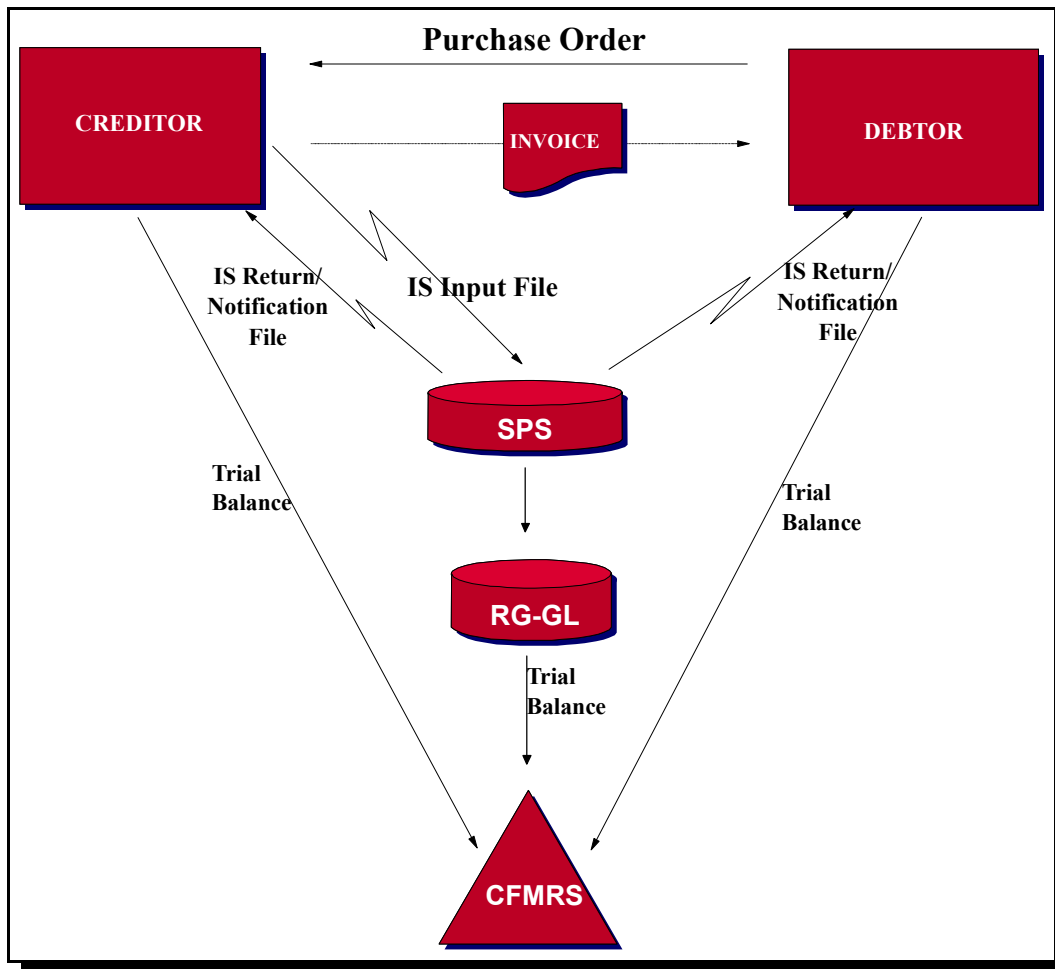 Purchase Order
CREDITOR
INVOICE
DEBTOR
IS Return/
Notification
File
IS Input File
IS Return/
Notification
File
SPS
Trial
Balance
Trial
Balance
RG-GL
Trial
Balance
CFMRS